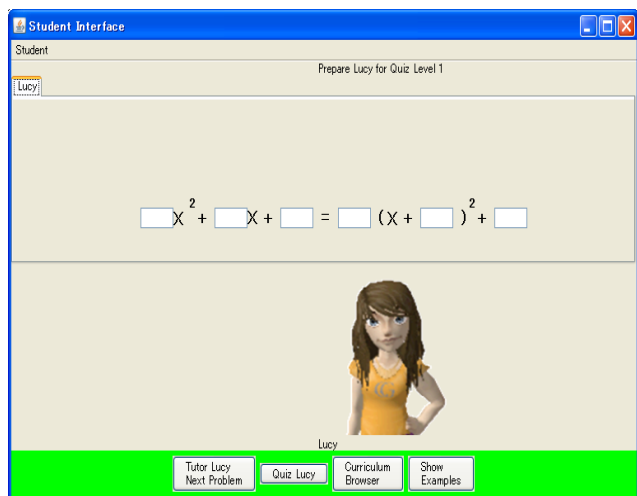 Student Interface
Student
Prepare Lucy for Quiz Level 1
Lucy
X² + X + = (X + )² +
Lucy
Tutor Lucy
Next Problem
Quiz Lucy
Curriculum
Browser
Show
Examples